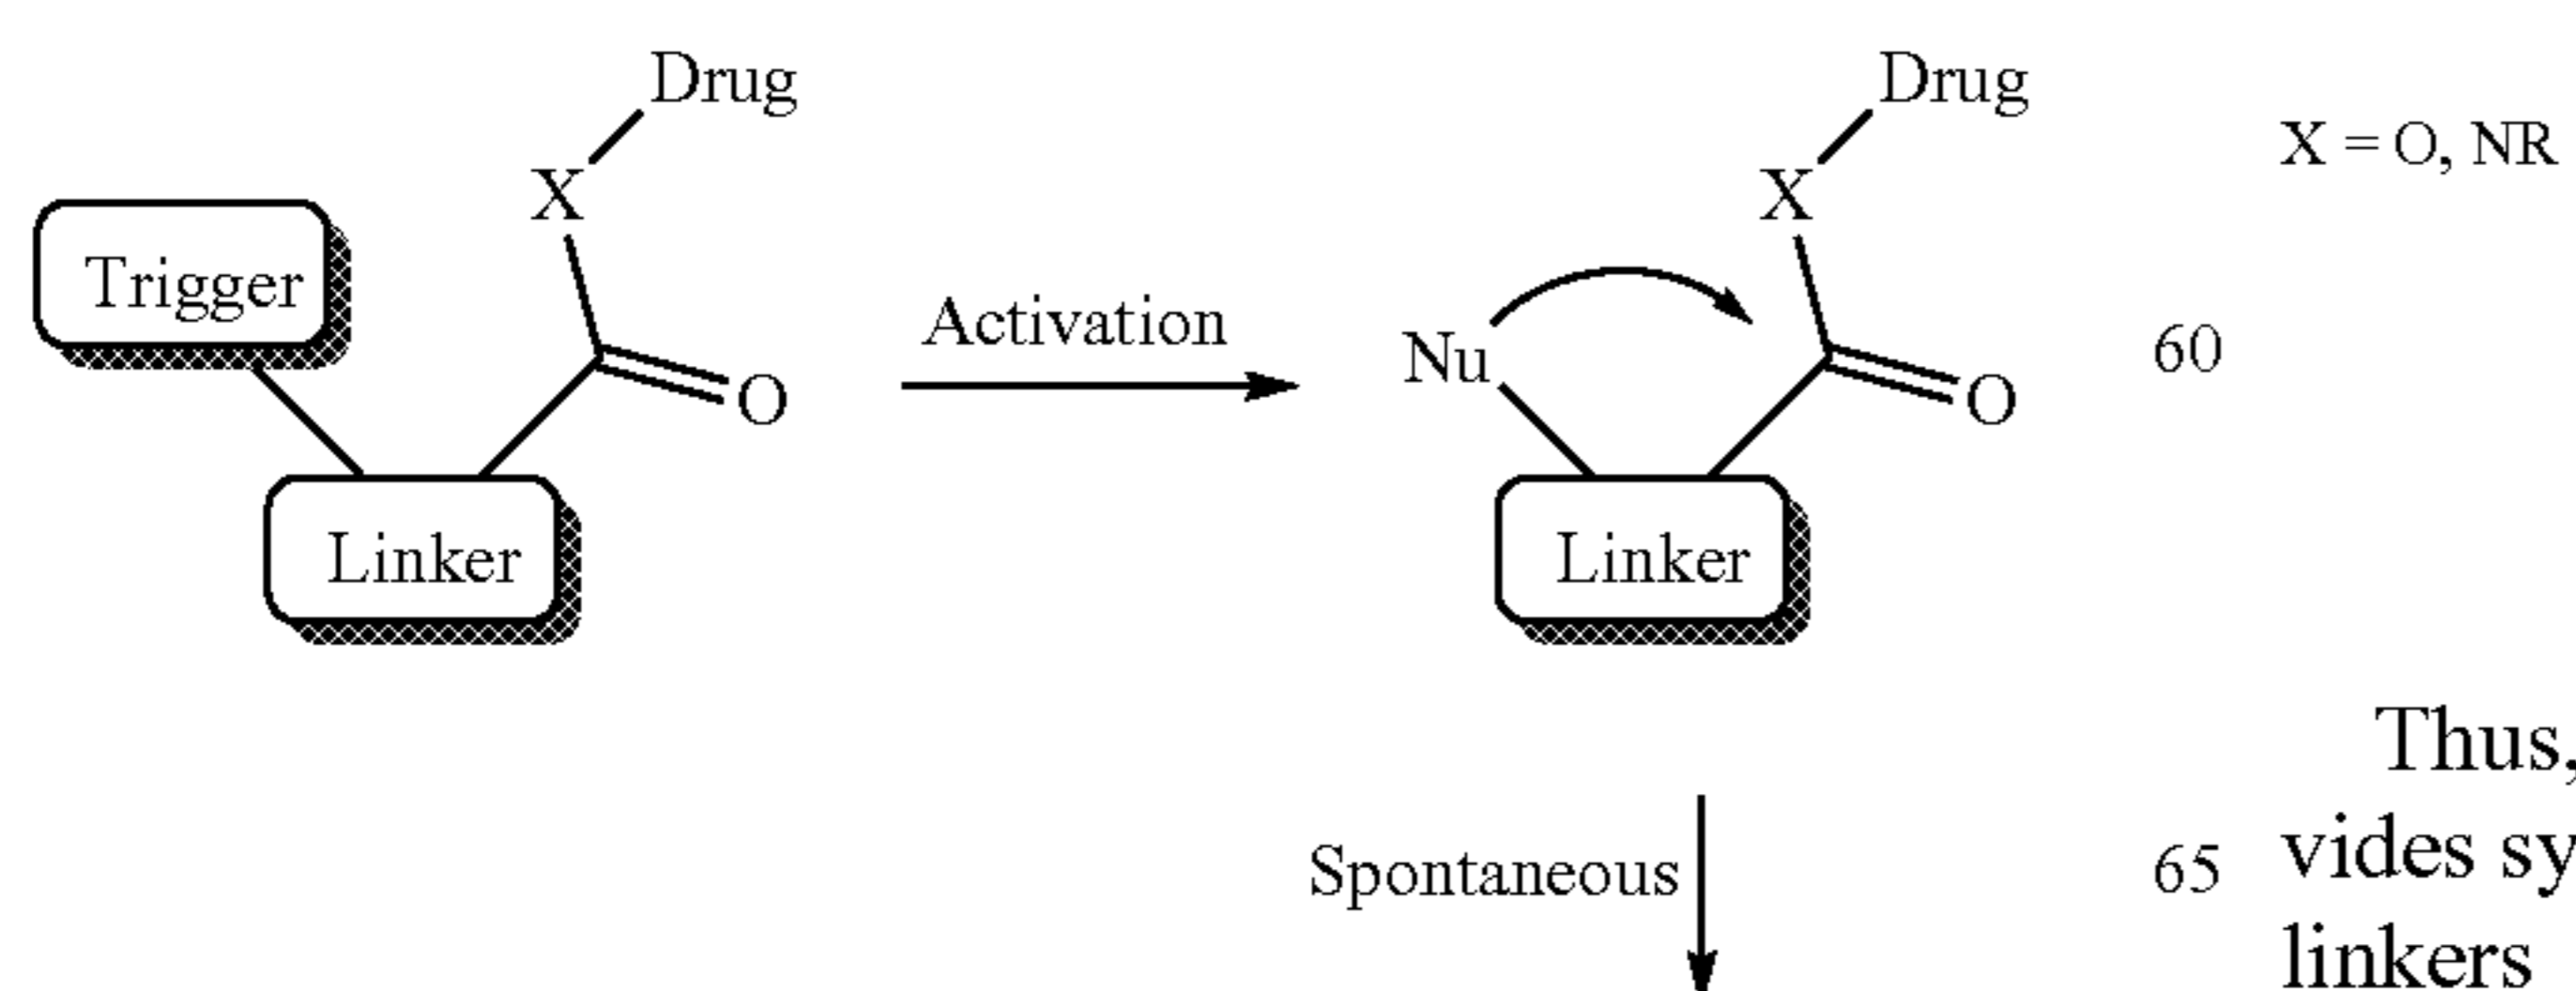 Drug
X
Trigger
O
Linker
Activation
Drug
X
Nu
O
Linker
X = O, NR
60
Spontaneous
65
Thus,
vides sy
linkers